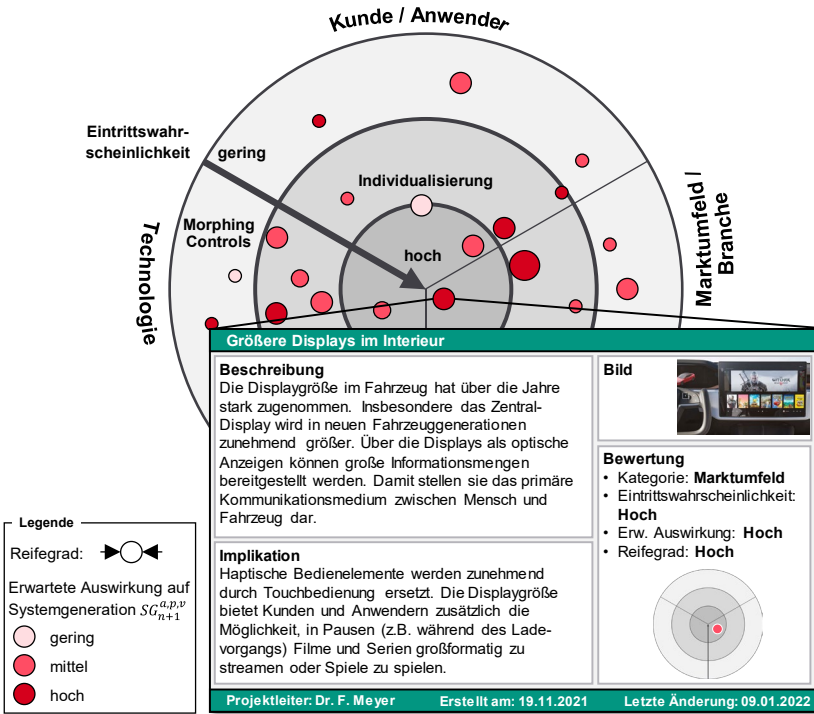 Kunde / Anwender
Eintrittswahr-
scheinlichkeit
gering
Individualisierung
Morphing
Controls
hoch
Technologie
Marktumfeld /
Branche
Größere Displays im Interieur
Beschreibung
Die Displaygröße im Fahrzeug hat über die Jahre
stark zugenommen. Insbesondere das Zentral-
Display wird in neuen Fahrzeuggenerationen
zunehmend größer. Über die Displays als optische
Anzeigen können große Informationsmengen
bereitgestellt werden. Damit stellen sie das primäre
Kommunikationsmedium zwischen Mensch und
Fahrzeug dar.
Bild
Bewertung
• Kategorie: Marktumfeld
• Eintrittswahrscheinlichkeit:
Hoch
• Erw. Auswirkung: Hoch
• Reifegrad: Hoch
Implikation
Haptische Bedienelemente werden zunehmend
durch Touchbedienung ersetzt. Die Displaygröße
bietet Kunden und Anwendern zusätzlich die
Möglichkeit, in Pausen (z.B. während des Lade-
vorgangs) Filme und Serien großformatig zu
streamen oder Spiele zu spielen.
Projektleiter: Dr. F. Meyer Erstellt am: 19.11.2021 Letzte Änderung: 09.01.2022
Legende
Reifegrad:
Erwartete Auswirkung auf
Systemgeneration $SG_{n+1}^{a,p,v}$
gering
mittel
hoch